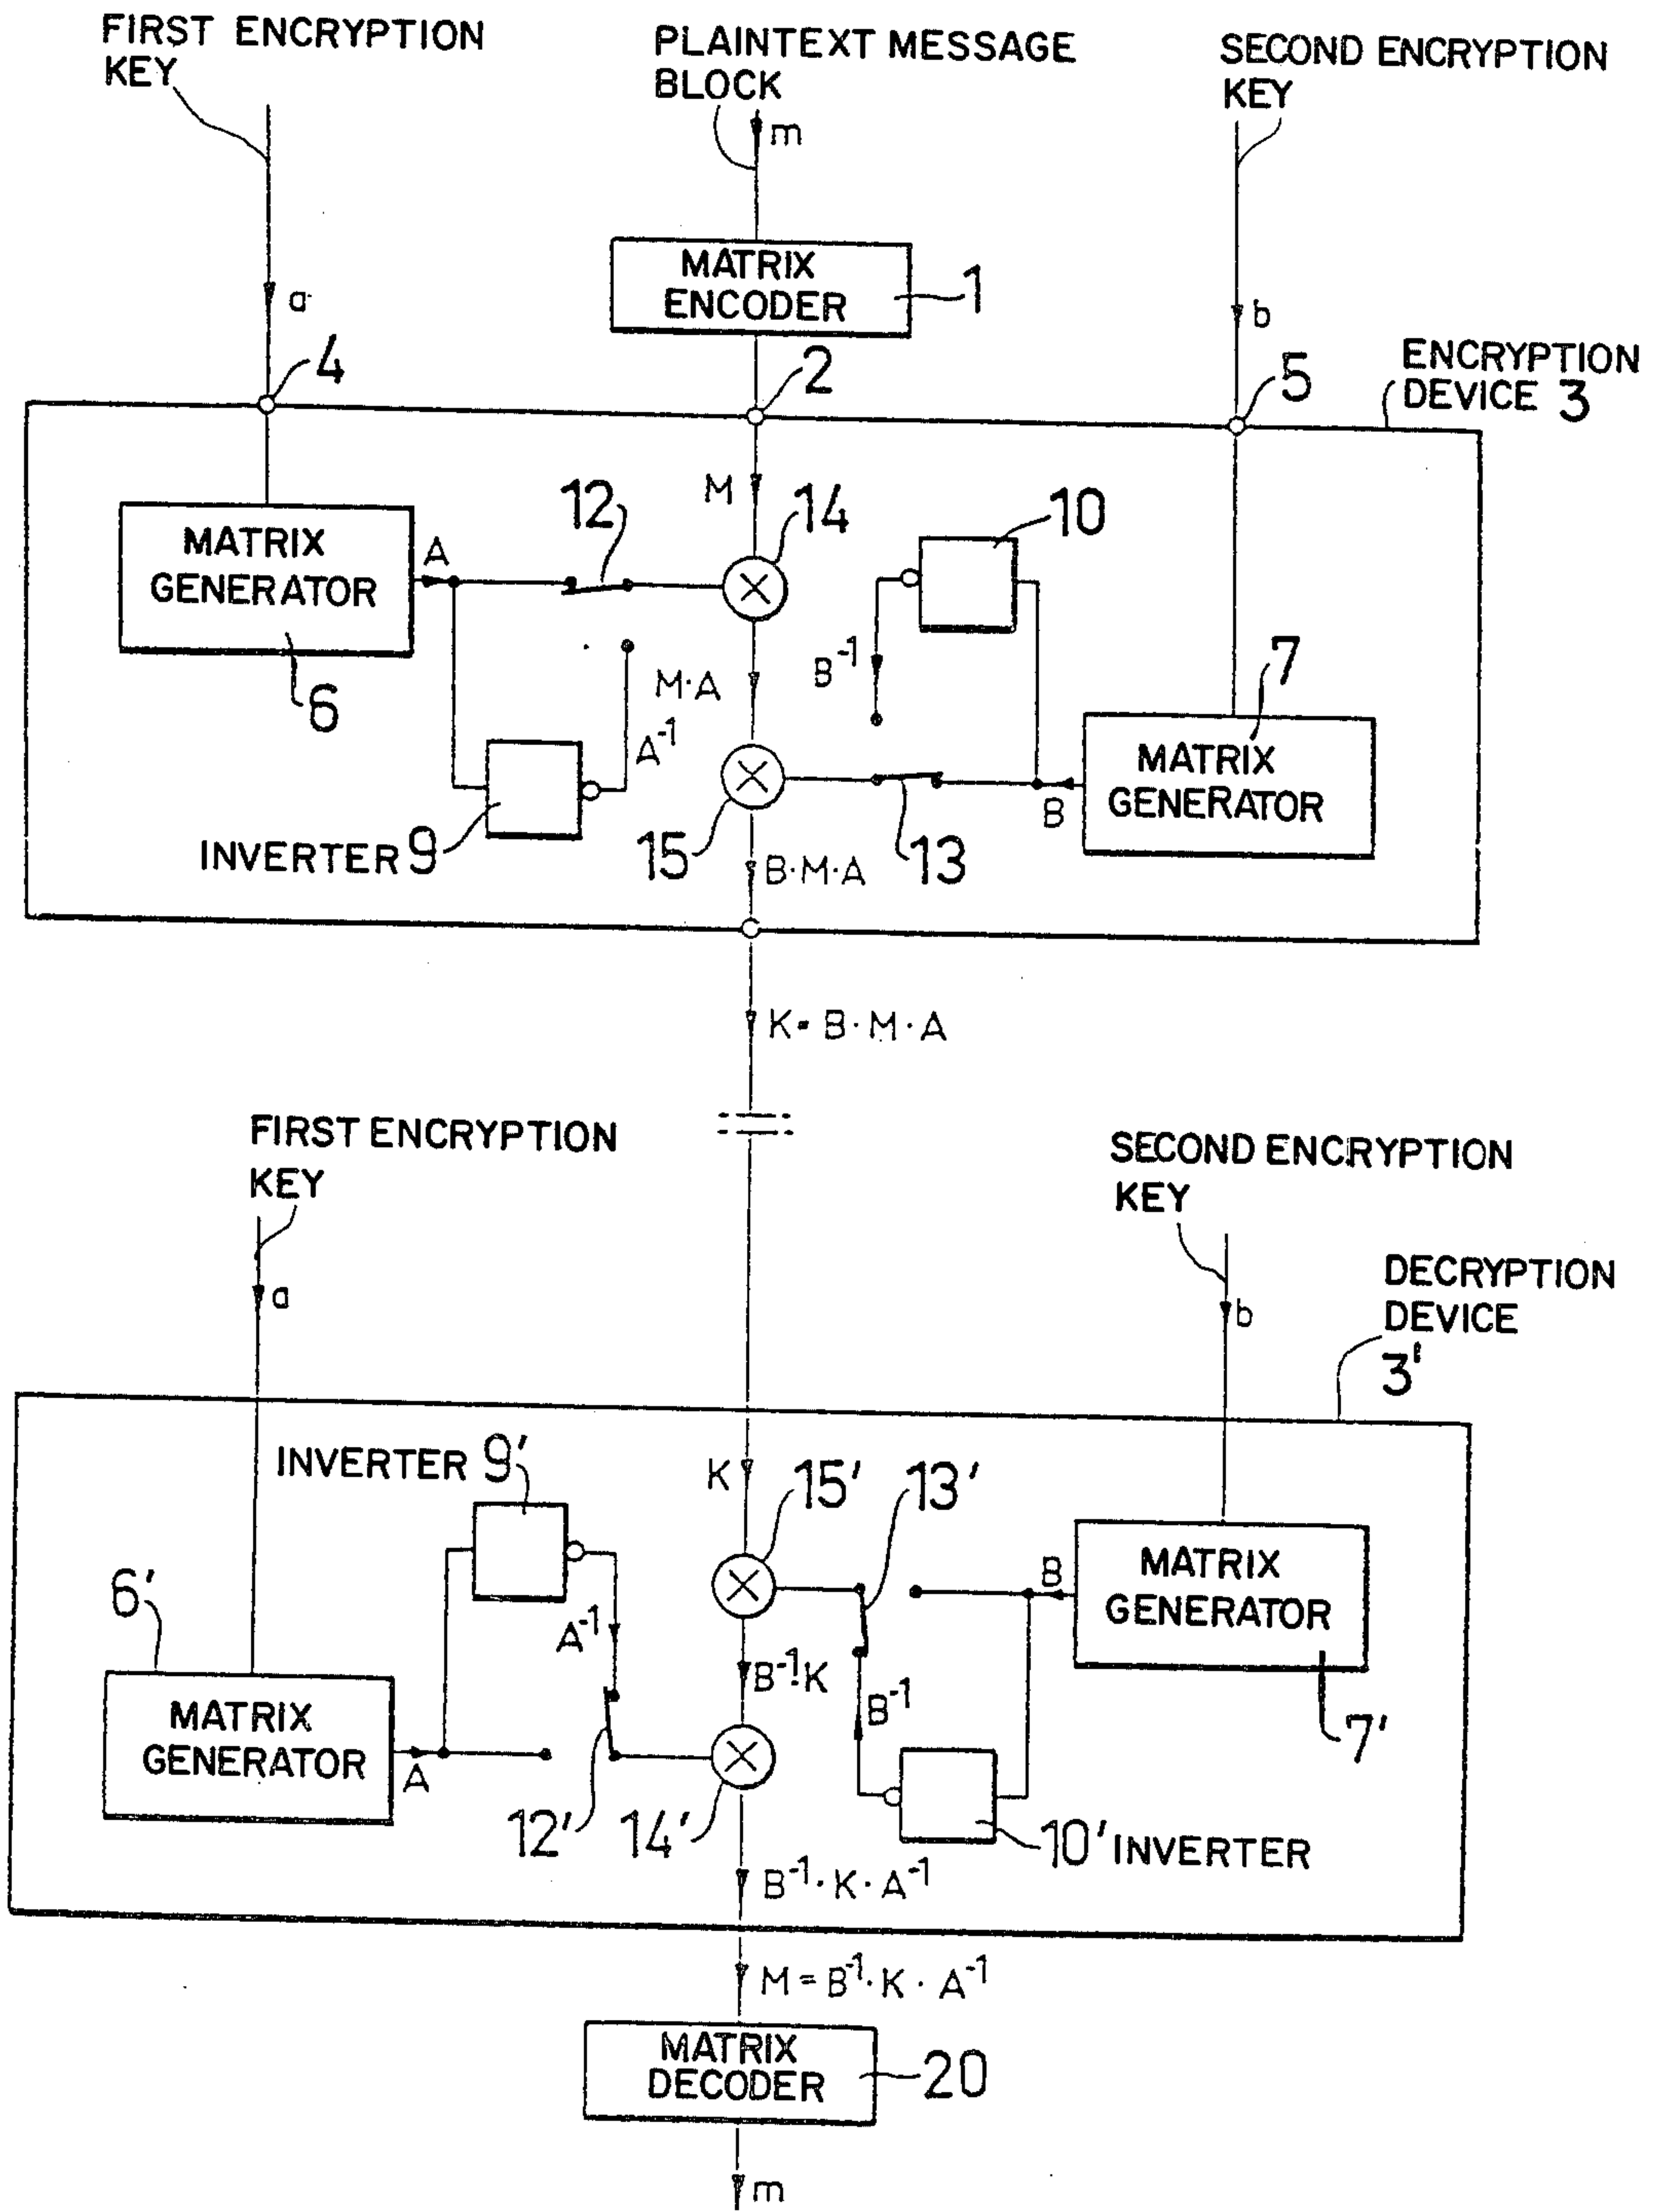 FIRST ENCRYPTION
KEY
PLAINTEXT MESSAGE
BLOCK
SECOND ENCRYPTION
KEY
m
a
b
MATRIX
ENCODER
1
4
2
5
ENCRYPTION
DEVICE 3
MATRIX
GENERATOR
6
A
12
M
14
10
M·A
B⁻¹
7
A⁻¹
MATRIX
GENERATOR
B
INVERTER 9
15
13
B·M·A
K = B·M·A
FIRST ENCRYPTION
KEY
SECOND ENCRYPTION
KEY
a
b
DECRYPTION
DEVICE
3'
INVERTER 9'
K
15'
13'
6'
A⁻¹
B
MATRIX
GENERATOR
B⁻¹·K
B⁻¹
7'
MATRIX
GENERATOR
A
12'
14'
10' INVERTER
B⁻¹·K·A⁻¹
M = B⁻¹·K·A⁻¹
MATRIX
DECODER
20
m